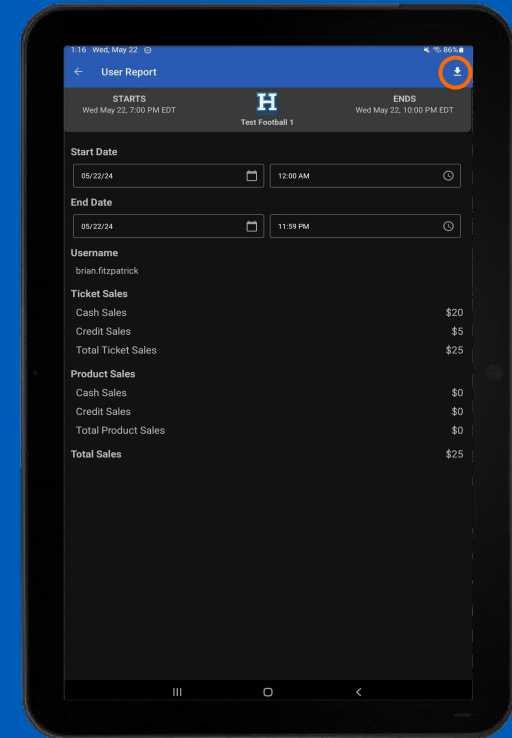 1:16 Wed, May 22
86%
User Report
STARTS
Wed May 22, 7:00 PM EDT
H
Test Football 1
ENDS
Wed May 22, 10:00 PM EDT
Start Date
05/22/24
12:00 AM
End Date
05/22/24
11:59 PM
Username
brian.fitzpatrick
Ticket Sales
Cash Sales $20
Credit Sales $5
Total Ticket Sales $25
Product Sales
Cash Sales $0
Credit Sales $0
Total Product Sales $0
Total Sales $25